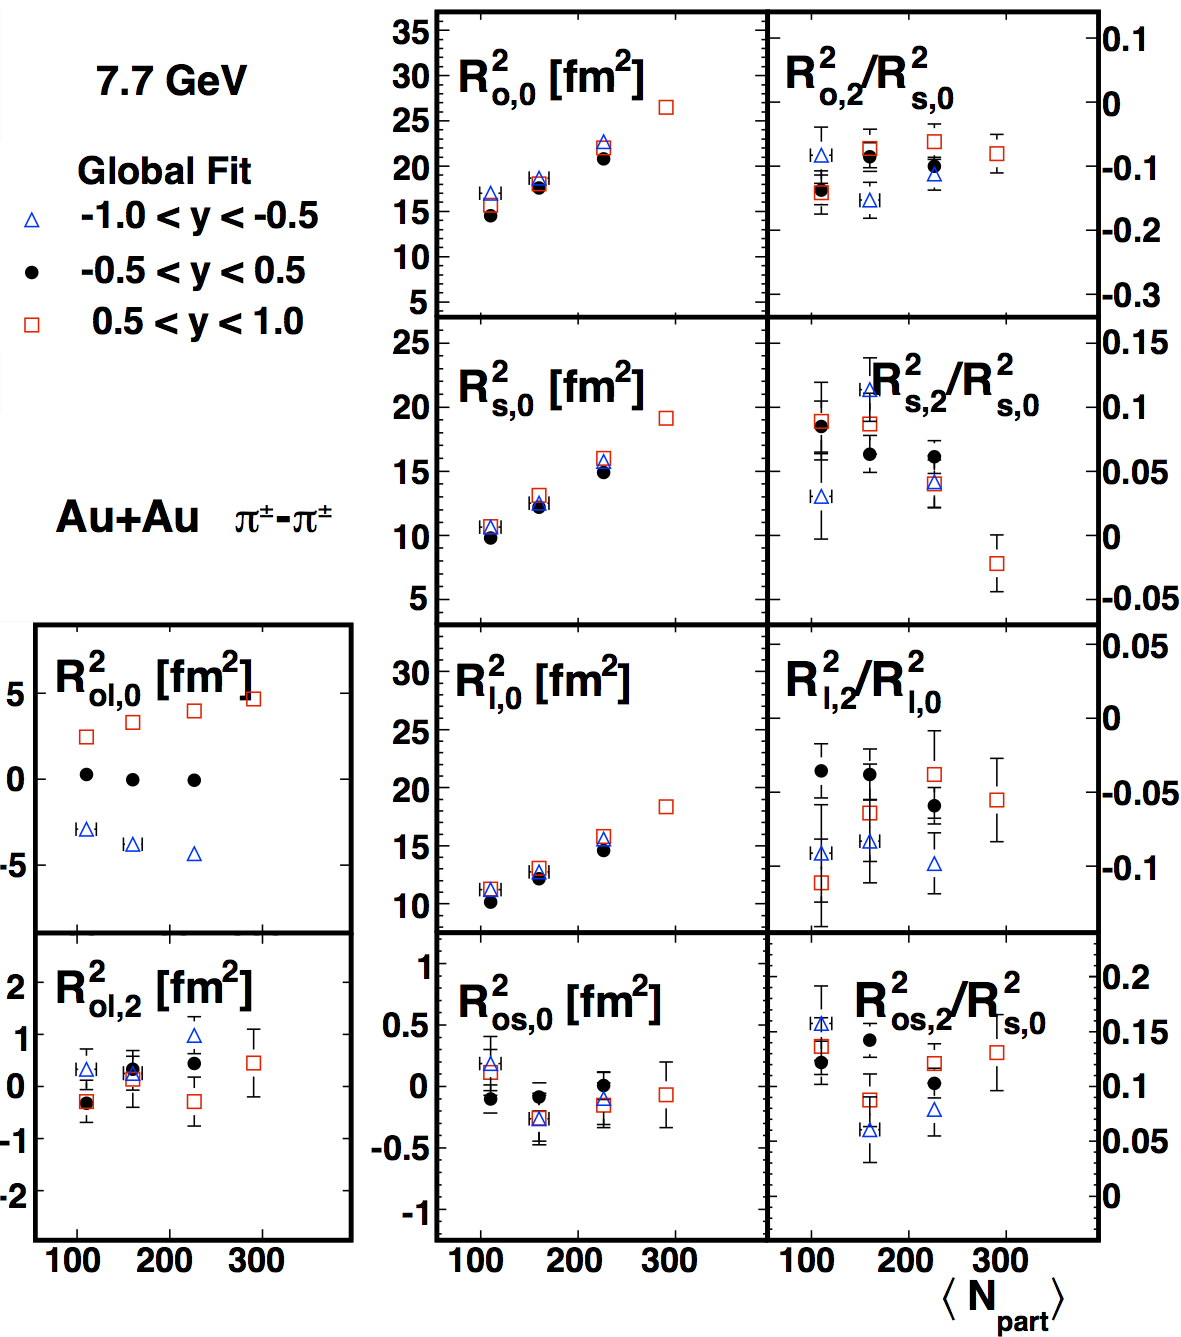 7.7 GeV
Global Fit
-1.0 < y < -0.5
-0.5 < y < 0.5
0.5 < y < 1.0
Au+Au π±-π±
R²o,0 [fm²]
35
30
25
20
15
10
5
R²o,2/R²s,0
0.1
0
-0.1
-0.2
-0.3
R²s,0 [fm²]
25
20
15
10
5
R²s,2/R²s,0
0.15
0.1
0.05
0
-0.05
R²ol,0 [fm²]
5
0
-5
R²l,0 [fm²]
30
25
20
15
10
R²l,2/R²l,0
0.05
0
-0.05
-0.1
R²ol,2 [fm²]
2
1
0
-1
-2
100 200 300
R²os,0 [fm²]
1
0.5
0
-0.5
-1
100 200 300
R²os,2/R²s,0
0.2
0.15
0.1
0.05
0
100 200 300
⟨ Npart ⟩